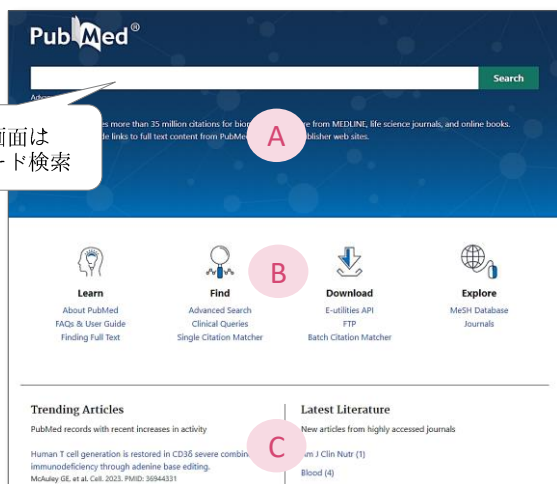 PubMed®
Search
画面は
ード検索
es more than 35 million citations for
from MEDLINE, life science journals, and online books.
links to full text content from
web sites.
A
B
Learn
Find
Download
Explore
About PubMed
Advanced Search
E-utilities API
MeSH Database
FAQs & User Guide
Clinical Queries
FTP
Journals
Finding Full Text
Single Citation Matcher
Batch Citation Matcher
Trending Articles
Latest Literature
PubMed records with recent increases in activity
New articles from highly accessed journals
C
Human T cell generation is restored in CD3δ severe
J Clin Nutr (1)
immunodeficiency through adenine base editing.
Blood (4)
McAuley GE, et al. Cell. 2023. PMID: 36944331